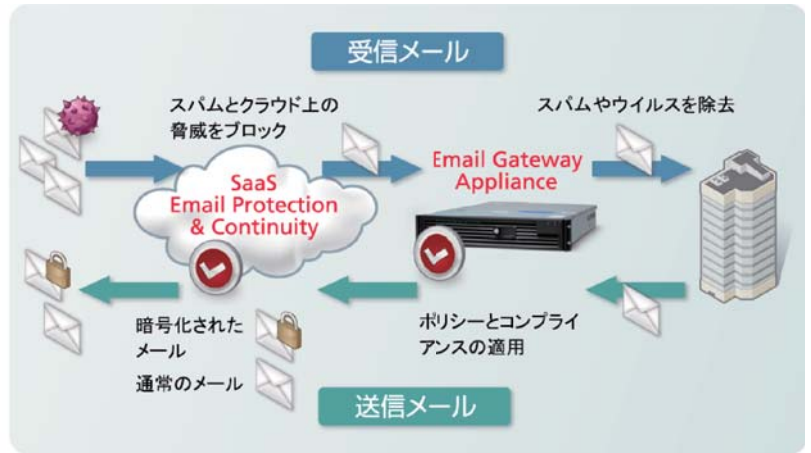 受信メール
スパムとクラウド上の
脅威をブロック
スパムやウイルスを除去
SaaS
Email Protection
& Continuity
Email Gateway
Appliance
暗号化された
メール
通常のメール
ポリシーとコンプライ
アンスの適用
送信メール